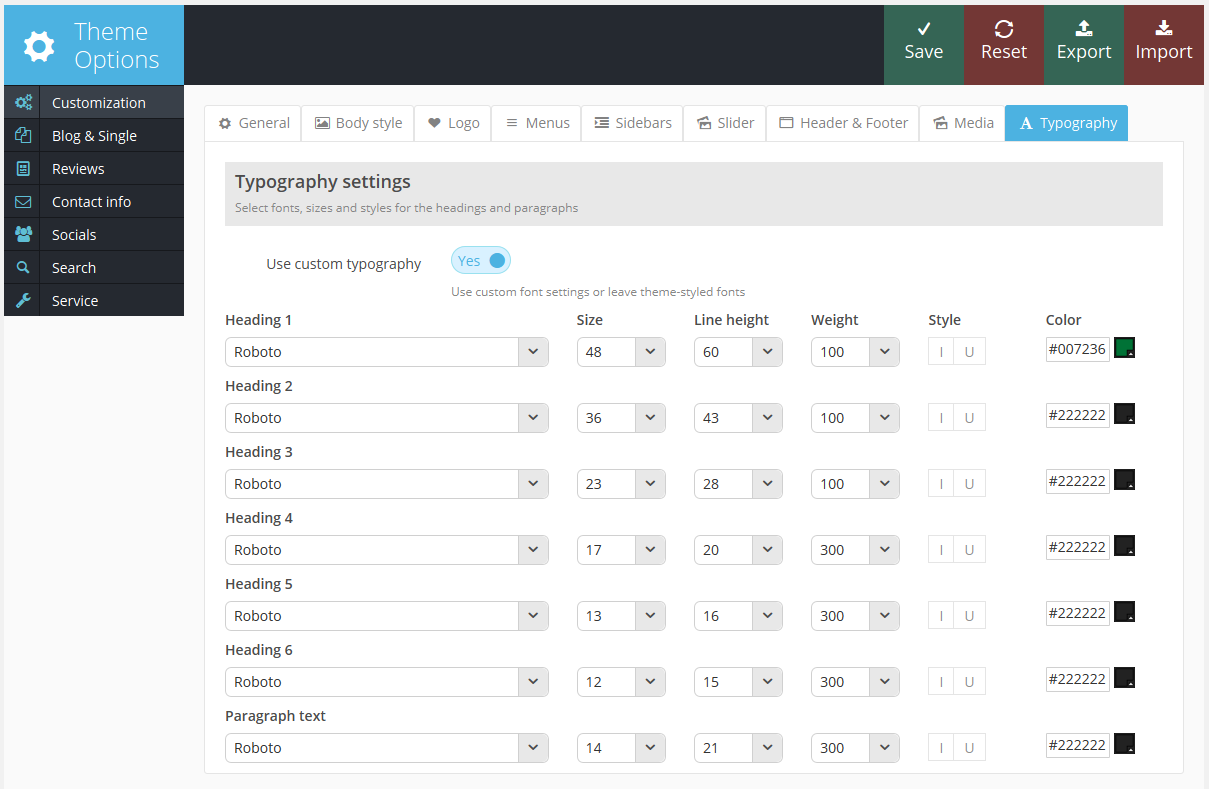 Theme
Options
Save
Reset
Export
Import
Customization
Blog & Single
Reviews
Contact info
Socials
Search
Service
General
Body style
Logo
Menus
Sidebars
Slider
Header & Footer
Media
Typography
Typography settings
Select fonts, sizes and styles for the headings and paragraphs
Use custom typography
Yes
Use custom font settings or leave theme-styled fonts
Heading 1 Size Line height Weight Style Color
Roboto 48 60 100 I U #007236
Heading 2
Roboto 36 43 100 I U #222222
Heading 3
Roboto 23 28 100 I U #222222
Heading 4
Roboto 17 20 300 I U #222222
Heading 5
Roboto 13 16 300 I U #222222
Heading 6
Roboto 12 15 300 I U #222222
Paragraph text
Roboto 14 21 300 I U #222222